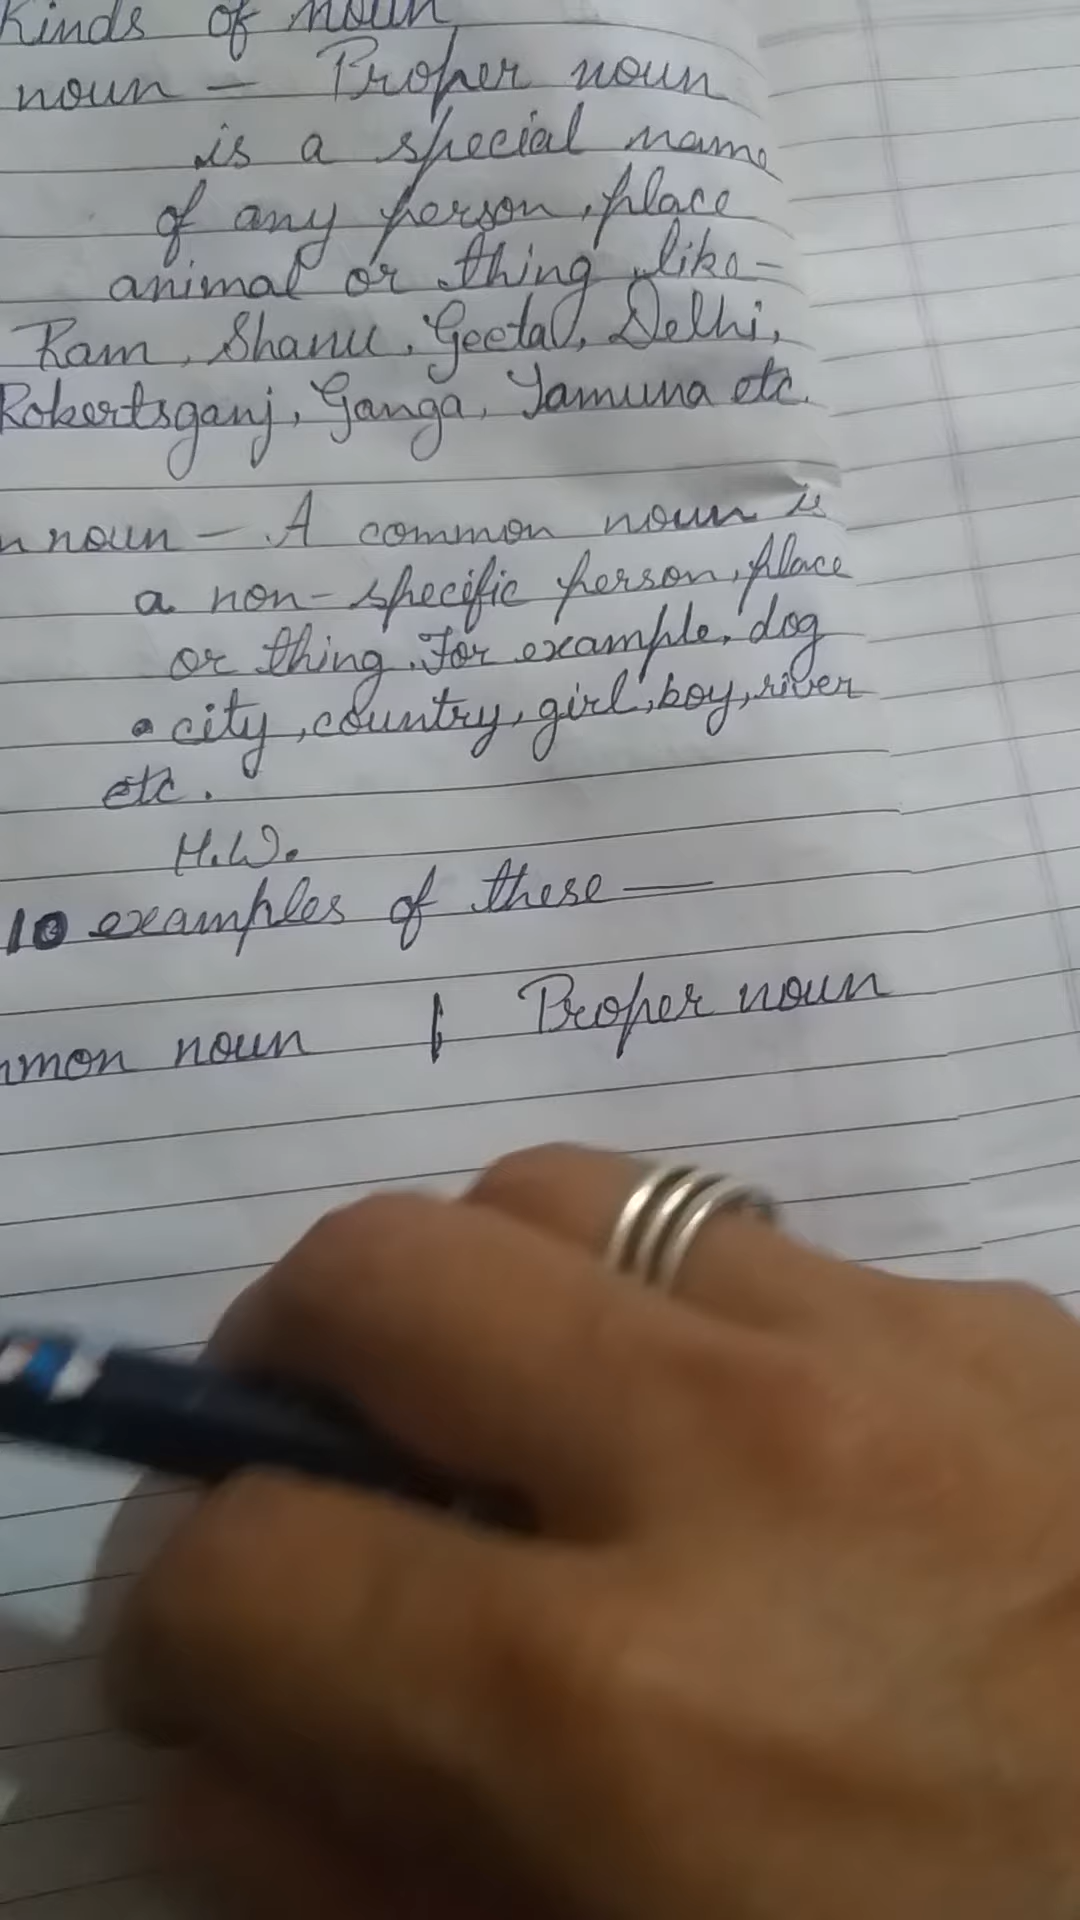 Kinds of noun
noun – Proper noun
is a special name
of any person, place
animal or thing like –
Ram, Shanu, Geeta, Delhi,
Robertsganj, Ganga, Yamuna etc.
n noun – A common noun is
a non-specific person, place
or thing. For example, dog
city, country, girl, boy, river
etc.
H.W.
10 examples of these —
mmon noun | Proper noun